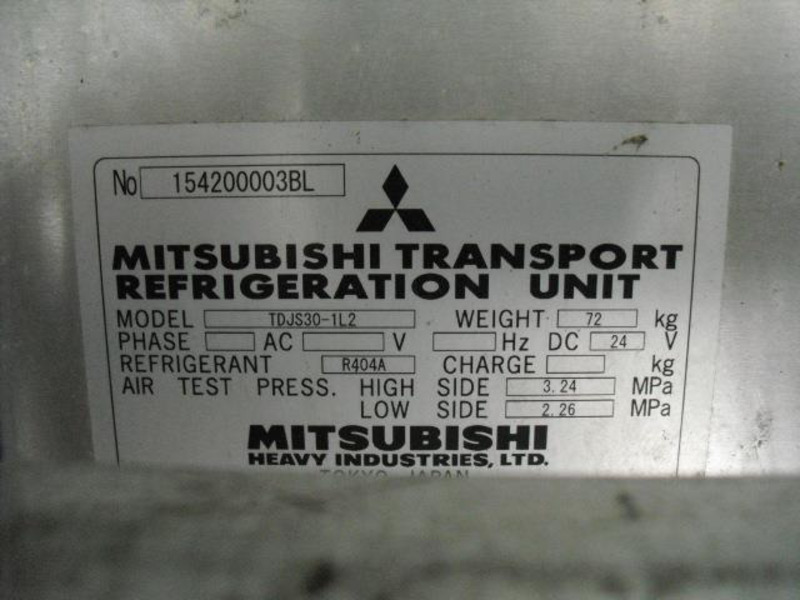 No 154200003BL
MITSUBISHI TRANSPORT
REFRIGERATION UNIT
MODEL TDJS30-1L2 WEIGHT 72 kg
PHASE AC V Hz DC 24 V
REFRIGERANT R404A CHARGE kg
AIR TEST PRESS. HIGH SIDE 3.24 MPa
LOW SIDE 2.26 MPa
MITSUBISHI
HEAVY INDUSTRIES, LTD.
TOKYO JAPAN